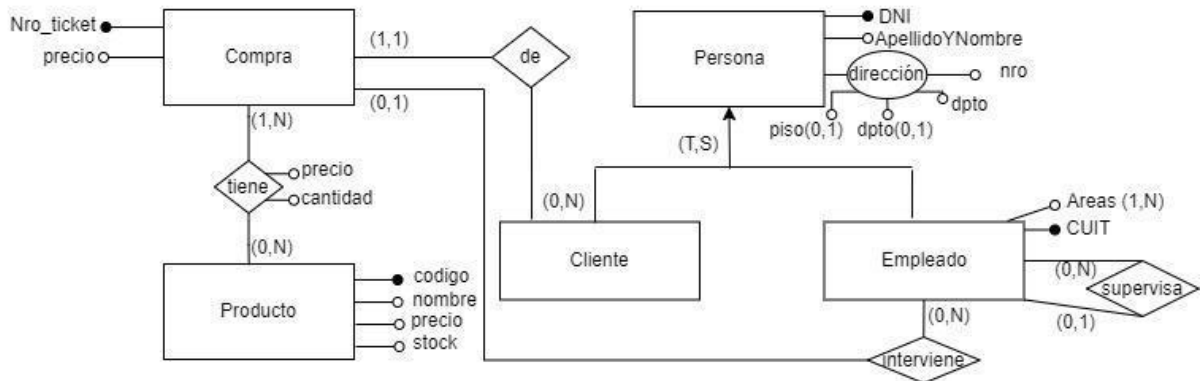 Nro_ticket
precio
Compra
(1,1)
(0,1)
(1,N)
de
Persona
DNI
ApellidoYNombre
dirección
nro
dpto
piso(0,1)
dpto(0,1)
(T,S)
tiene
precio
cantidad
(0,N)
(0,N)
Cliente
Empleado
Areas (1,N)
CUIT
(0,N)
supervisa
(0,1)
(0,N)
interviene
Producto
codigo
nombre
precio
stock